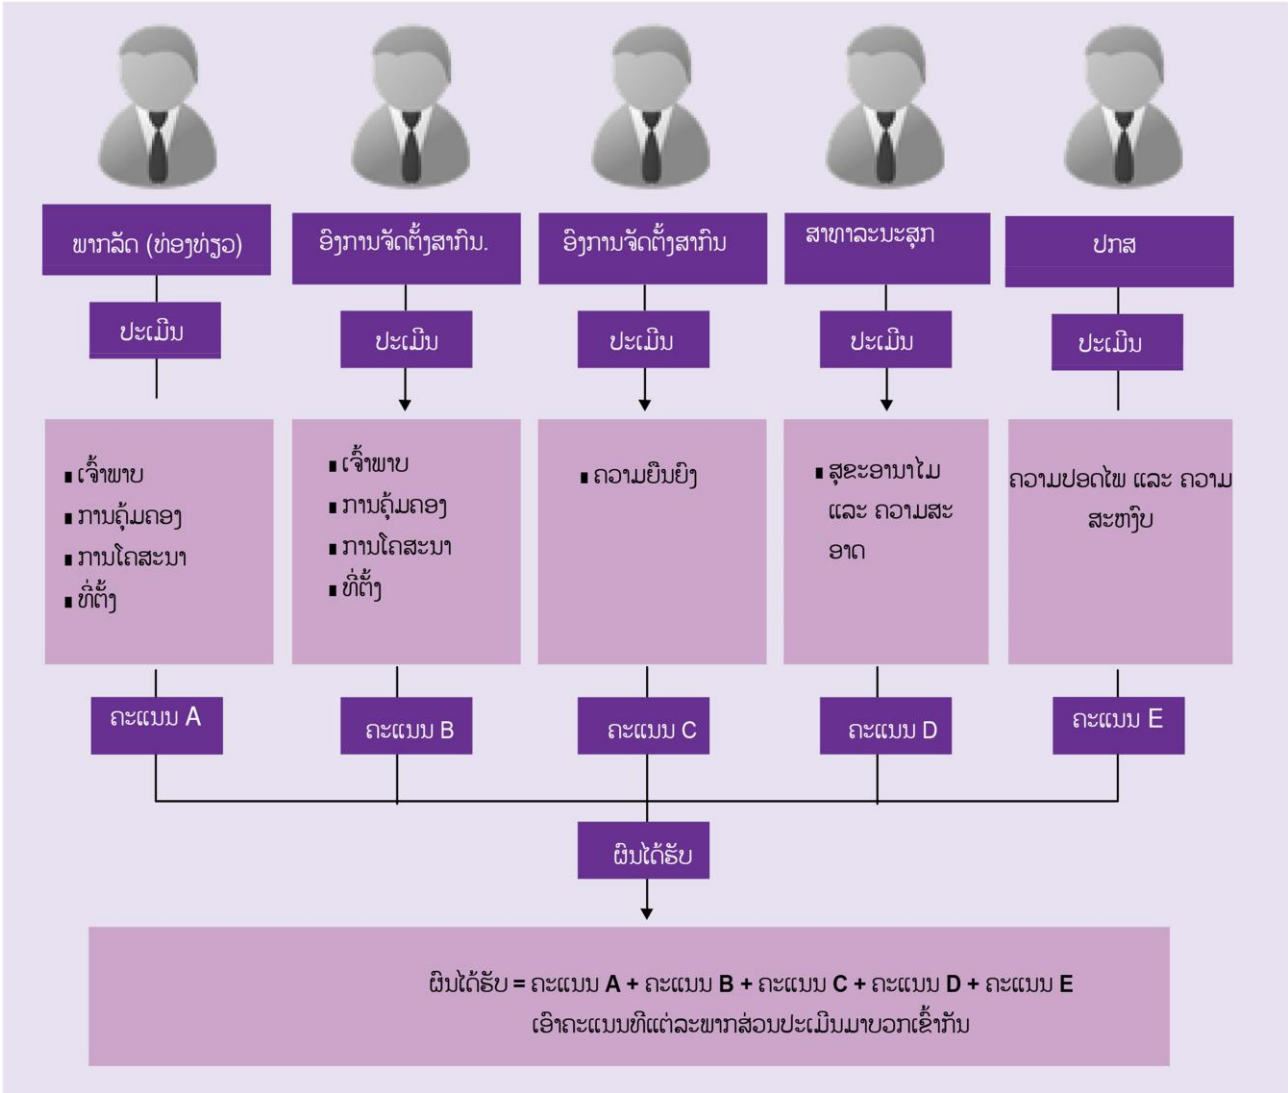 ພາກລັດ (ທ່ອງທ່ຽວ)
ອົງການຈັດຕັ້ງສາກົນ.
ອົງການຈັດຕັ້ງສາກົນ
ສາທາລະນະສຸກ
ປກສ
ປະເມີນ
ປະເມີນ
ປະເມີນ
ປະເມີນ
ປະເມີນ
∎ ເຈົ້າພາບ
∎ ການຄຸ້ມຄອງ
∎ ການໂຄສະນາ
∎ ທີ່ຕັ້ງ
∎ ເຈົ້າພາບ
∎ ການຄຸ້ມຄອງ
∎ ການໂຄສະນາ
∎ ທີ່ຕັ້ງ
∎ ຄວາມຍືນຍົງ
∎ ສຸຂະອານາໄມ
ແລະ ຄວາມສະ
ອາດ
ຄວາມປອດໄພ ແລະ ຄວາມ
ສະຫງົບ
ຄະແນນ A
ຄະແນນ B
ຄະແນນ C
ຄະແນນ D
ຄະແນນ E
ຜົນໄດ້ຮັບ
ຜົນໄດ້ຮັບ = ຄະແນນ A + ຄະແນນ B + ຄະແນນ C + ຄະແນນ D + ຄະແນນ E
ເອົາຄະແນນທີແຕ່ລະພາກສ່ວນປະເມີນມາບວກເຂົ້າກັນ